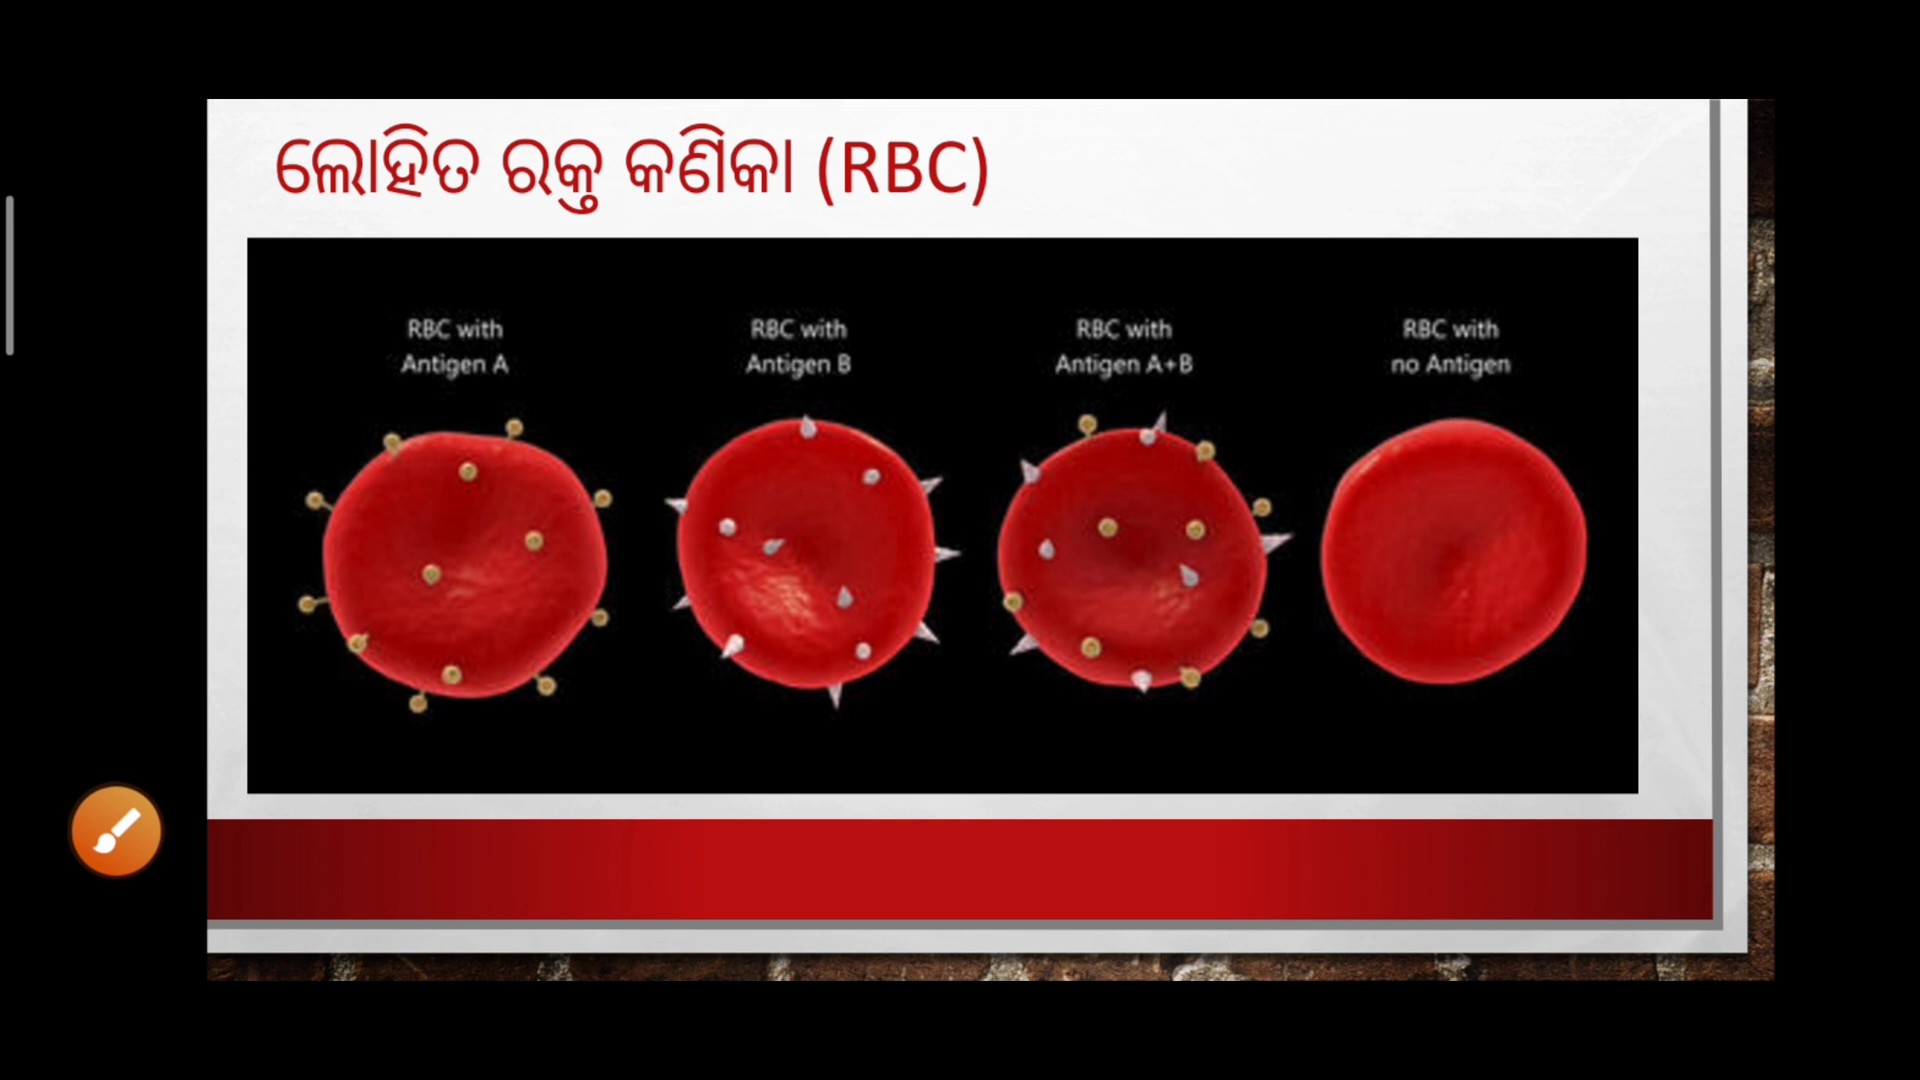 ଲୋହିତ ରକ୍ତ କଣିକା (RBC)
RBC with
Antigen A
RBC with
Antigen B
RBC with
Antigen A+B
RBC with
no Antigen